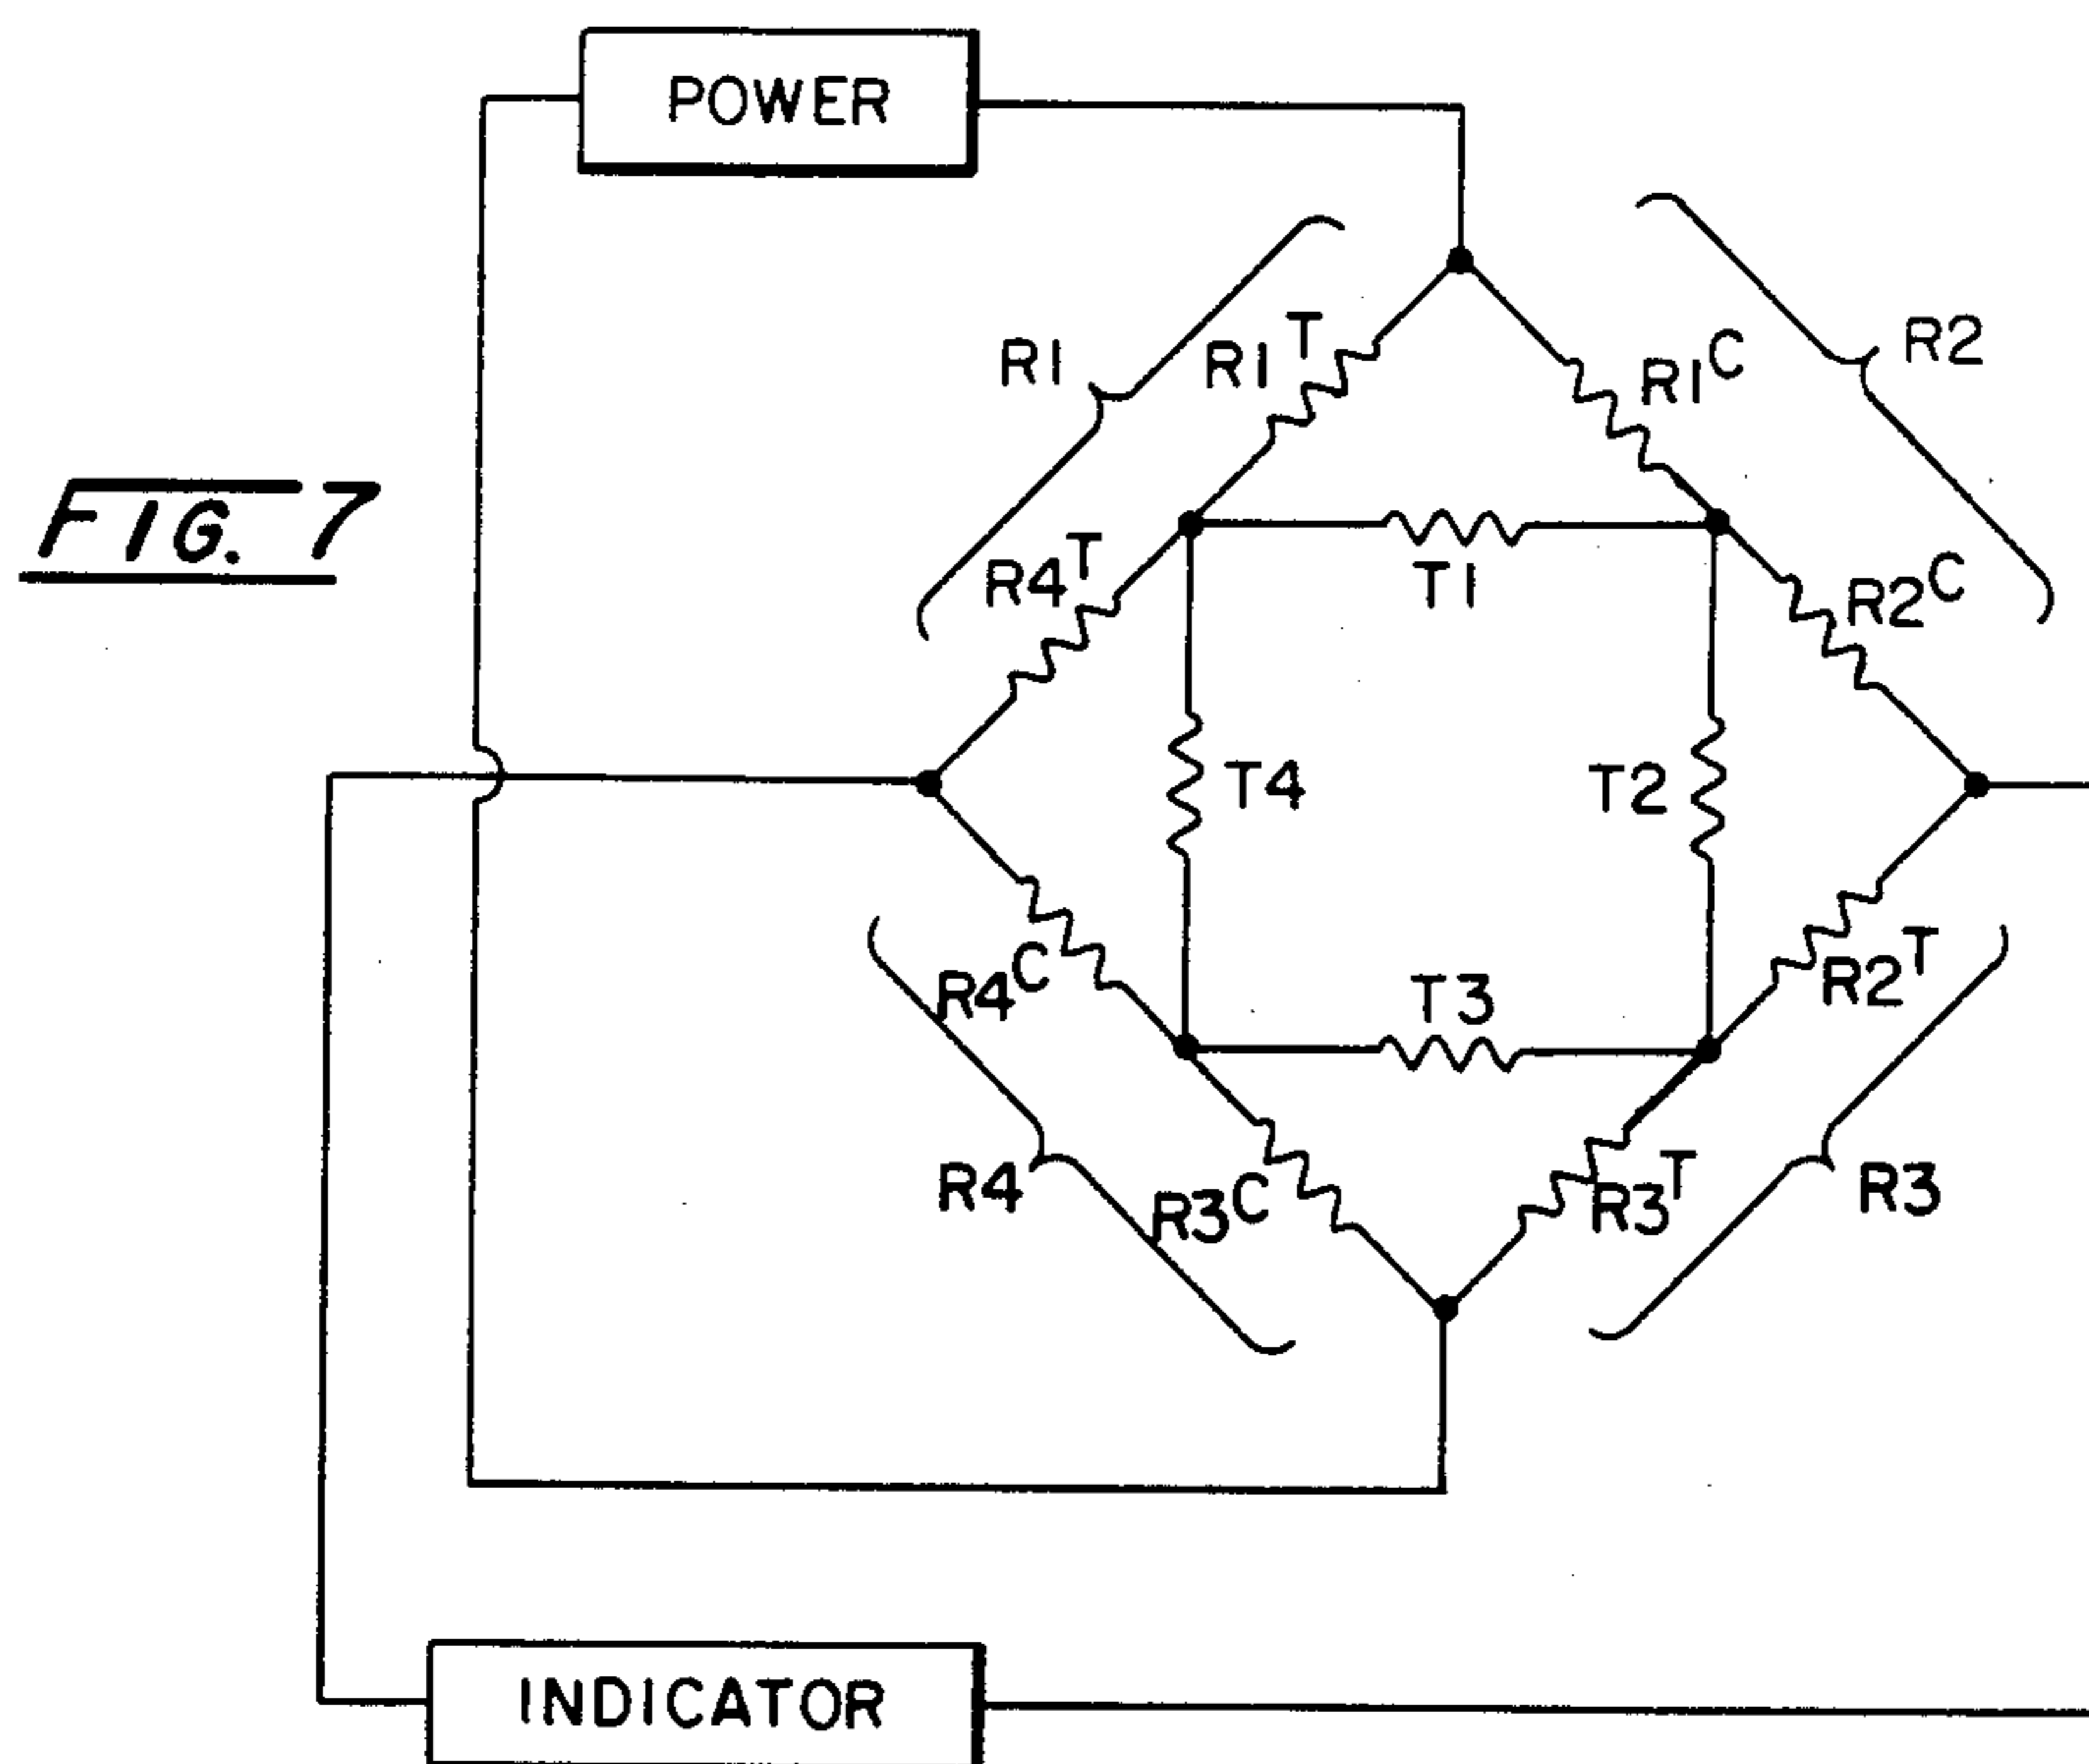 POWER
R1
R1T
R1C
R2
FIG. 7
R4T
T1
R2C
T4
T2
R4C
T3
R2T
R4
R3C
R3T
R3
INDICATOR